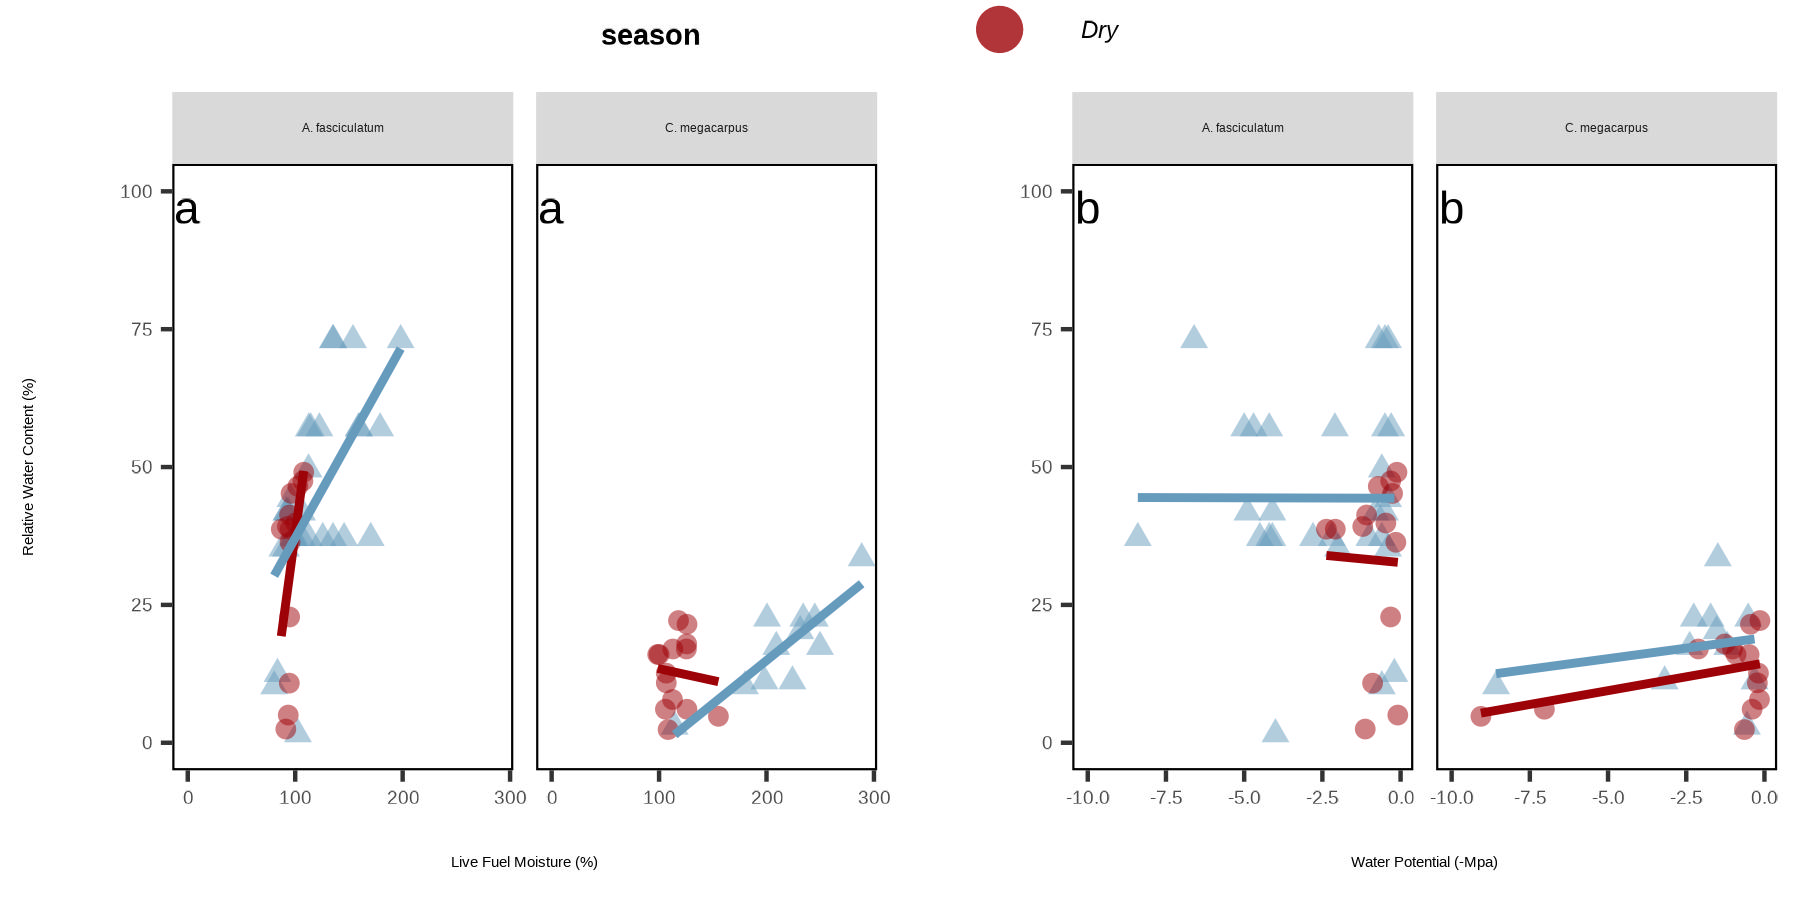 season
Dry
A. fasciculatum
C. megacarpus
A. fasciculatum
C. megacarpus
a
a
b
b
100
75
50
25
0
100
75
50
25
0
Relative Water Content (%)
0 100 200 300
0 100 200 300
-10.0 -7.5 -5.0 -2.5 0.0
-10.0 -7.5 -5.0 -2.5 0.0
Live Fuel Moisture (%)
Water Potential (-Mpa)